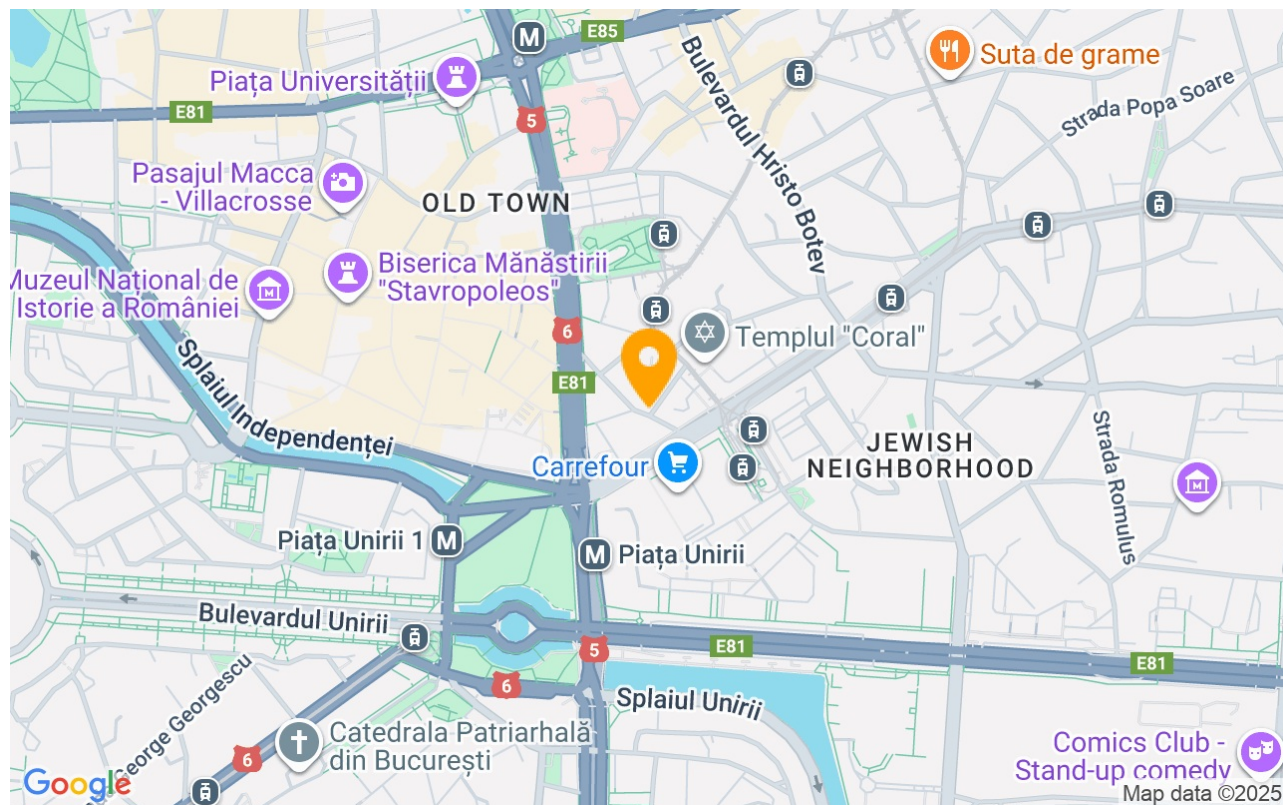 E85
M
Piața Universității
E81
5
Bulevardul Hristo Botev
Suta de grame
Strada Popa Soare
Pasajul Macca
- Villacrosse
OLD TOWN
Biserica Mănăstirii
"Stavropoleos"
Muzeul Național de
Istorie a României
6
Templul "Coral"
E81
Splaiul Independenței
JEWISH
NEIGHBORHOOD
Carrefour
Strada Romulus
Piața Unirii 1
M
M
Piața Unirii
Bulevardul Unirii
E81
5
E81
6
Splaiul Unirii
George Georgescu
6
Catedrala Patriarhală
din București
Comics Club -
Stand-up comedy
Google
Map data ©2025